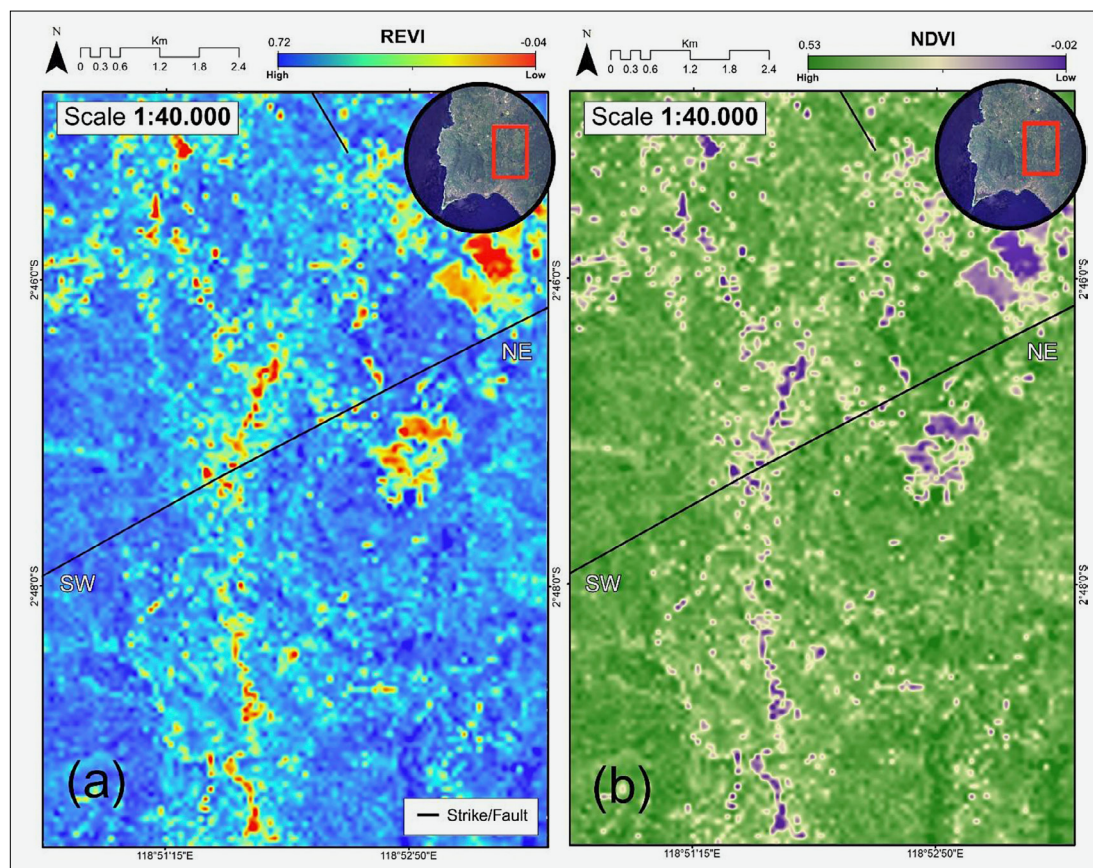 N
Km
0 0.3 0.6 1.2 1.8 2.4
0.72 REVI -0.04
High Low
Scale 1:40.000
2°46'0"S
NE
SW
2°48'0"S
(a)
Strike/Fault
118°51'15"E 118°52'50"E
N
Km
0 0.3 0.6 1.2 1.8 2.4
0.53 NDVI -0.02
High Low
Scale 1:40.000
2°46'0"S
NE
SW
2°48'0"S
(b)
118°51'15"E 118°52'50"E